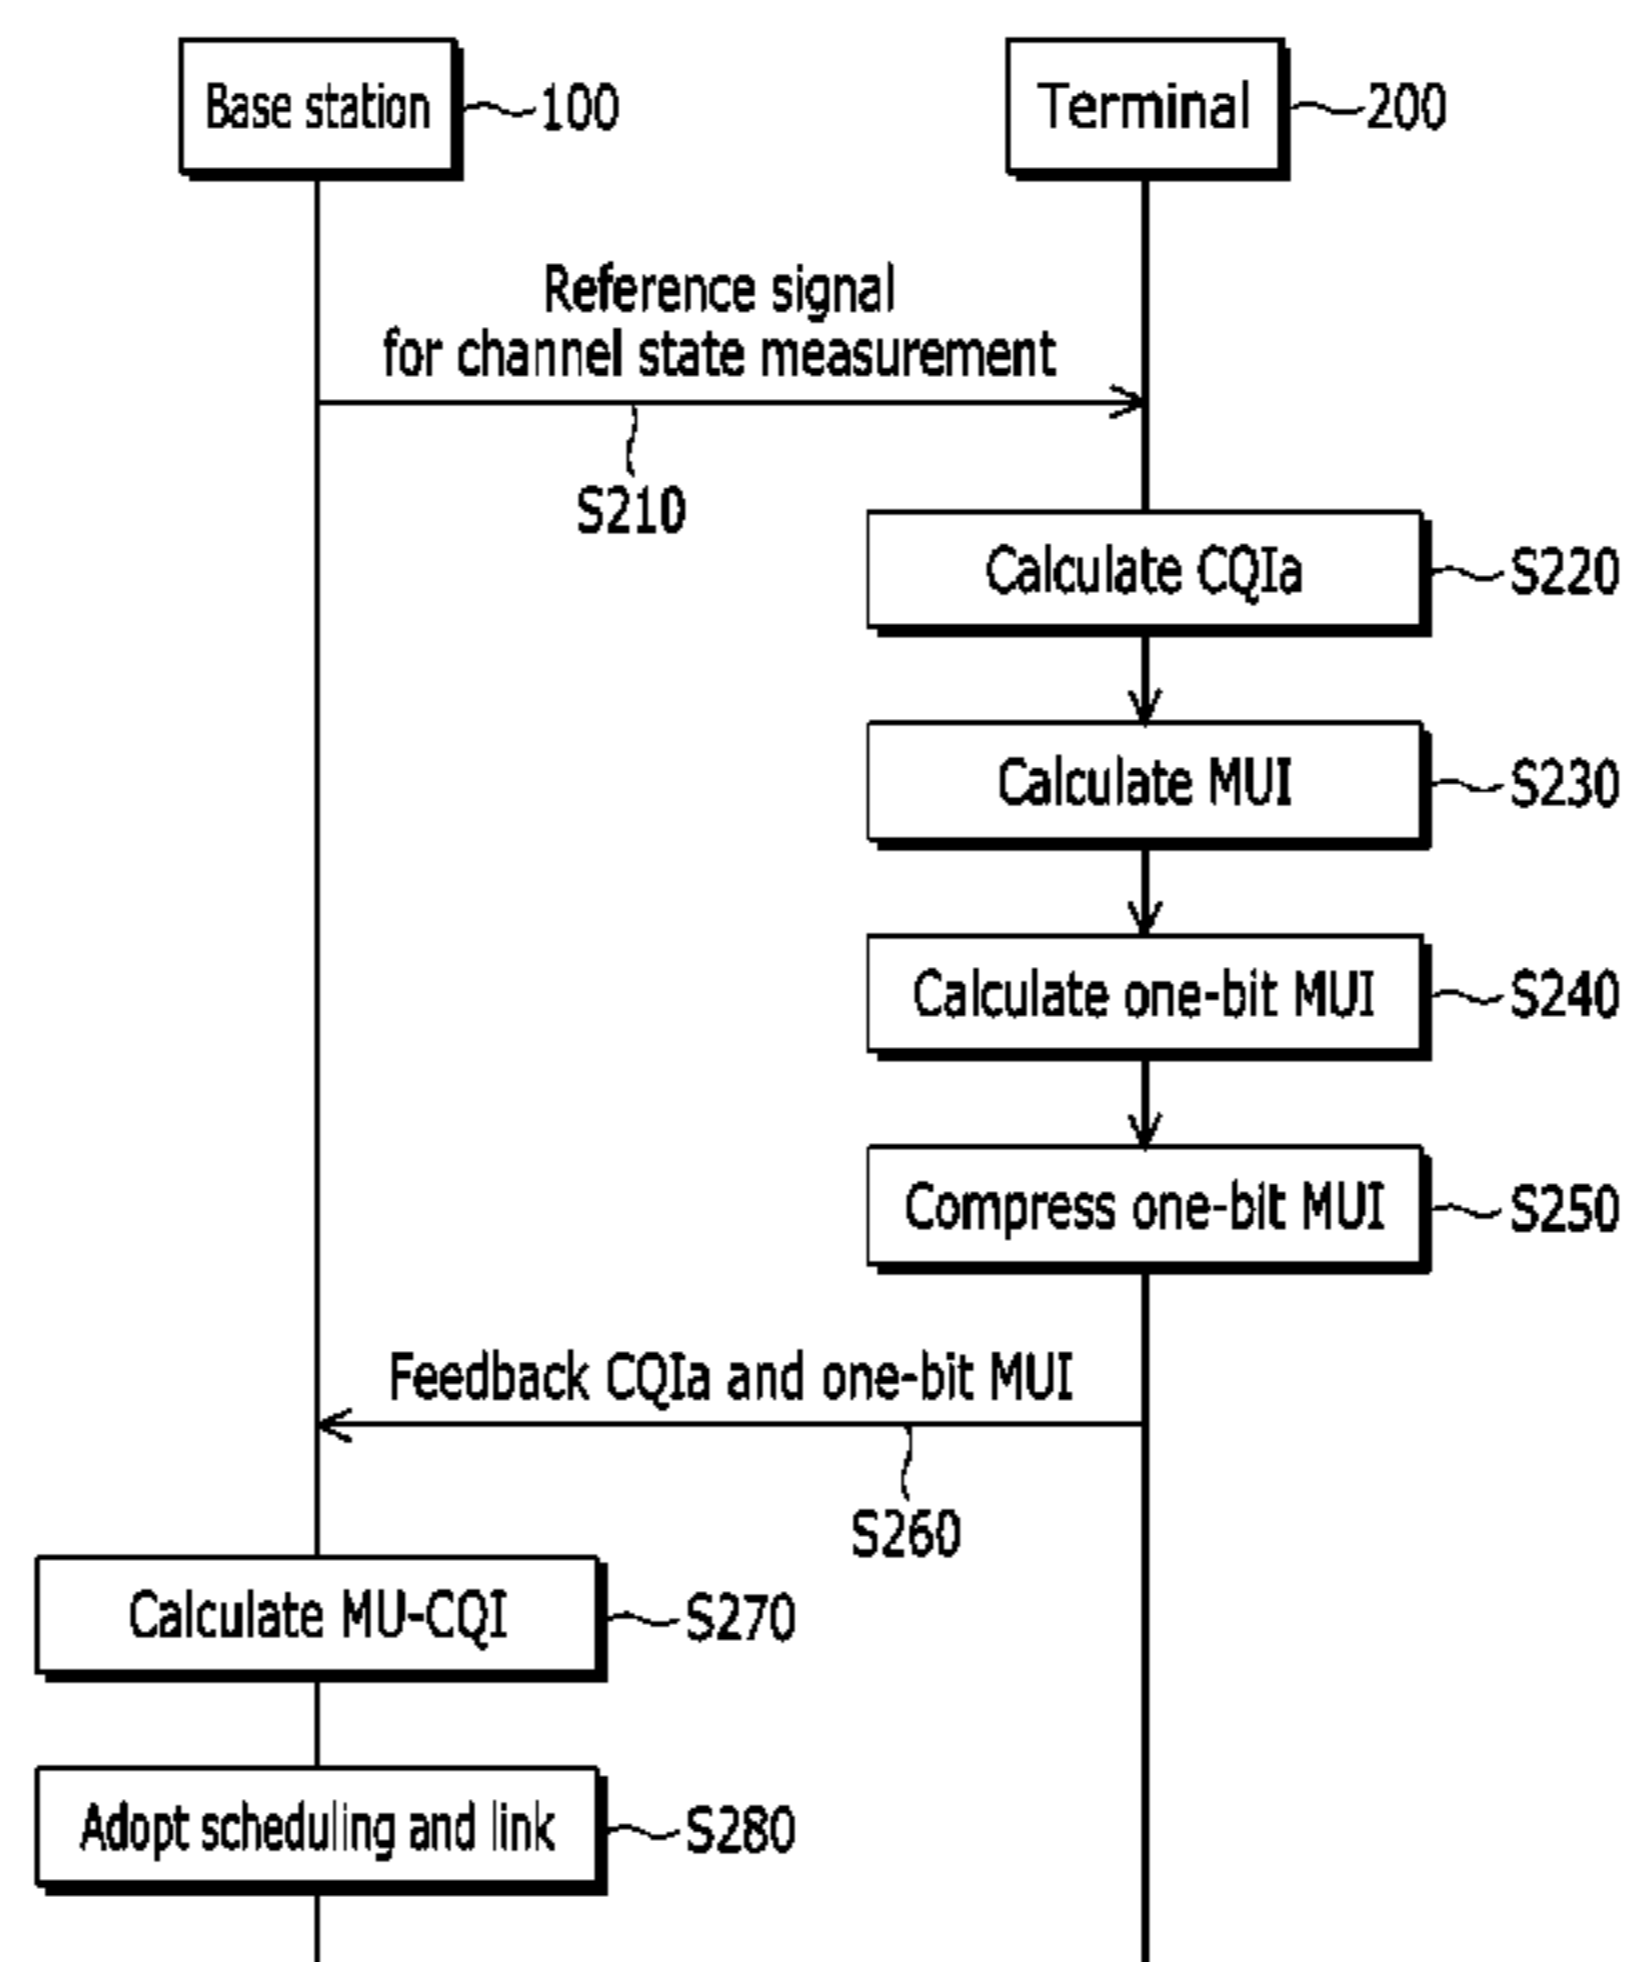 Base station
100
Terminal
200
Reference signal
for channel state measurement
S210
Calculate CQIa
S220
Calculate MUI
S230
Calculate one-bit MUI
S240
Compress one-bit MUI
S250
Feedback CQIa and one-bit MUI
S260
Calculate MU-CQI
S270
Adopt scheduling and link
S280